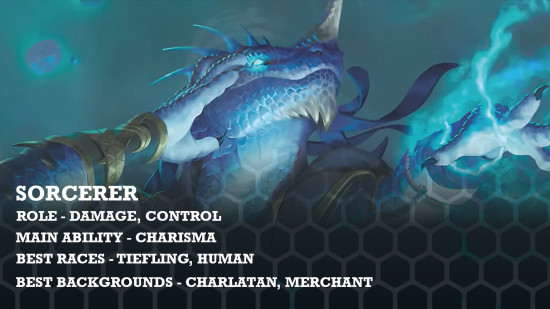 SORCERER
ROLE - DAMAGE, CONTROL
MAIN ABILITY - CHARISMA
BEST RACES - TIEFLING, HUMAN
BEST BACKGROUNDS - CHARLATAN, MERCHANT